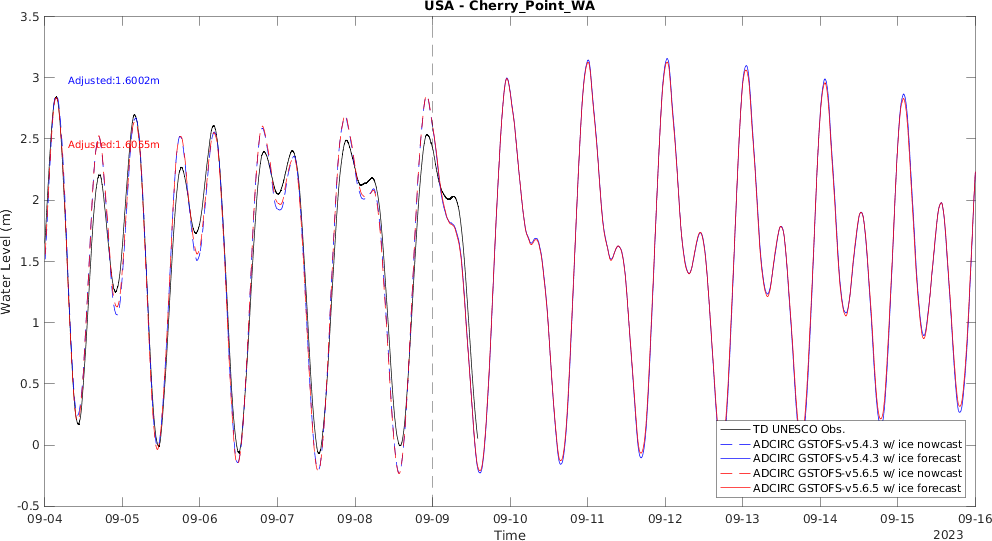 USA - Cherry_Point_WA
3.5
3
2.5
2
1.5
1
0.5
0
-0.5
Water Level (m)
Adjusted:1.6002m
Adjusted:1.6055m
TD UNESCO Obs.
ADCIRC GSTOFS-v5.4.3 w/ ice nowcast
ADCIRC GSTOFS-v5.4.3 w/ ice forecast
ADCIRC GSTOFS-v5.6.5 w/ ice nowcast
ADCIRC GSTOFS-v5.6.5 w/ ice forecast
09-04 09-05 09-06 09-07 09-08 09-09 09-10 09-11 09-12 09-13 09-14 09-15 09-16
Time
2023